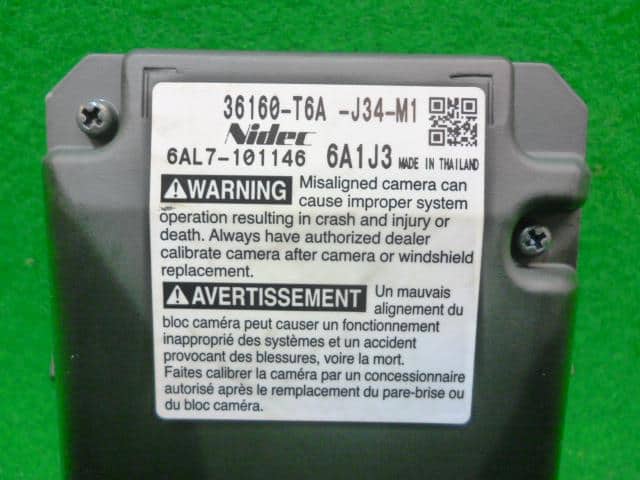 36160-T6A -J34-M1
Nidec
6AL7-101146 6A1J3 MADE IN THAILAND
WARNING Misaligned camera can
cause improper system
operation resulting in crash and injury or
death. Always have authorized dealer
calibrate camera after camera or windshield
replacement.
AVERTISSEMENT Un mauvais
alignement du
bloc caméra peut causer un fonctionnement
inapproprié des systèmes et un accident
provocant des blessures, voire la mort.
Faites calibrer la caméra par un concessionnaire
autorisé après le remplacement du pare-brise ou
du bloc caméra.